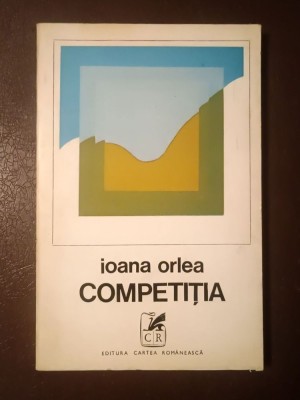 ioana orlea
COMPETIȚIA
CR
EDITURA CARTEA ROMÂNEASCĂ